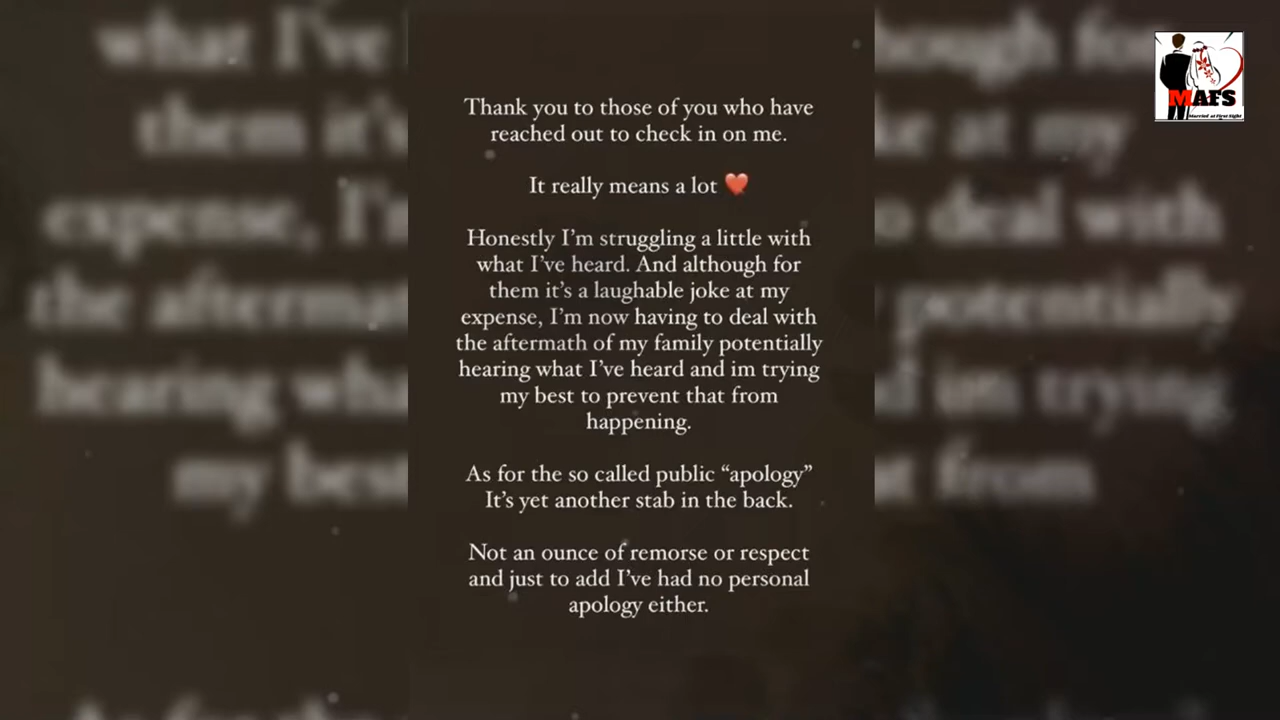 Thank you to those of you who have
reached out to check in on me.
It really means a lot ❤️
Honestly I'm struggling a little with
what I've heard. And although for
them it's a laughable joke at my
expense, I'm now having to deal with
the aftermath of my family potentially
hearing what I've heard and im trying
my best to prevent that from
happening.
As for the so called public “apology”
It's yet another stab in the back.
Not an ounce of remorse or respect
and just to add I've had no personal
apology either.
MAFS
Married at First Sight